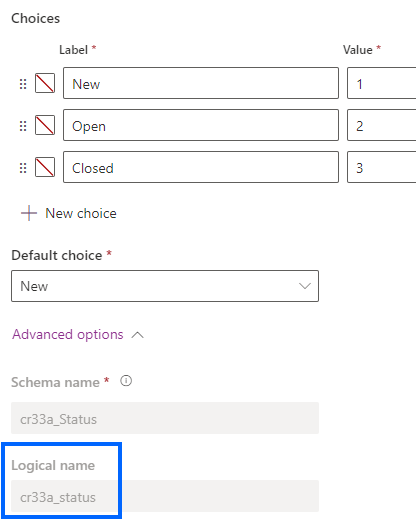 Choices
Label * Value *
New 1
Open 2
Closed 3
New choice
Default choice *
New
Advanced options
Schema name *
cr33a_Status
Logical name
cr33a_status